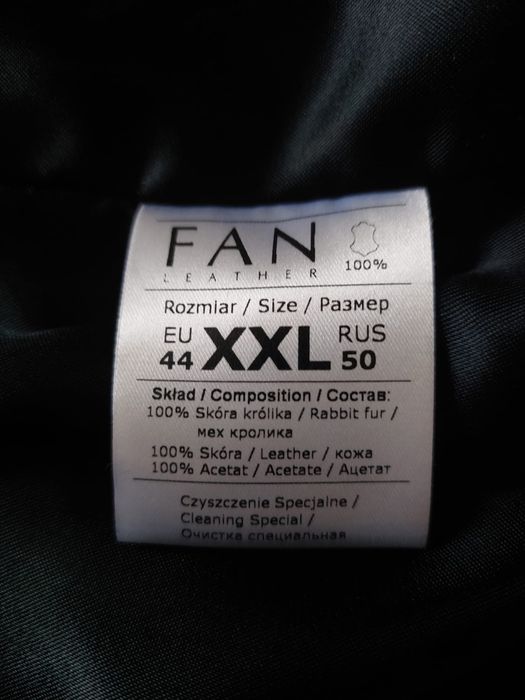 FAN
LEATHER
100%
Rozmiar / Size / Размер
EU 44 XXL RUS 50
Skład / Composition / Состав:
100% Skóra królika / Rabbit fur /
мех кролика
100% Skóra / Leather / кожа
100% Acetat / Acetate / Ацетат
Czyszczenie Specjalne /
Cleaning Special /
Очистка специальная